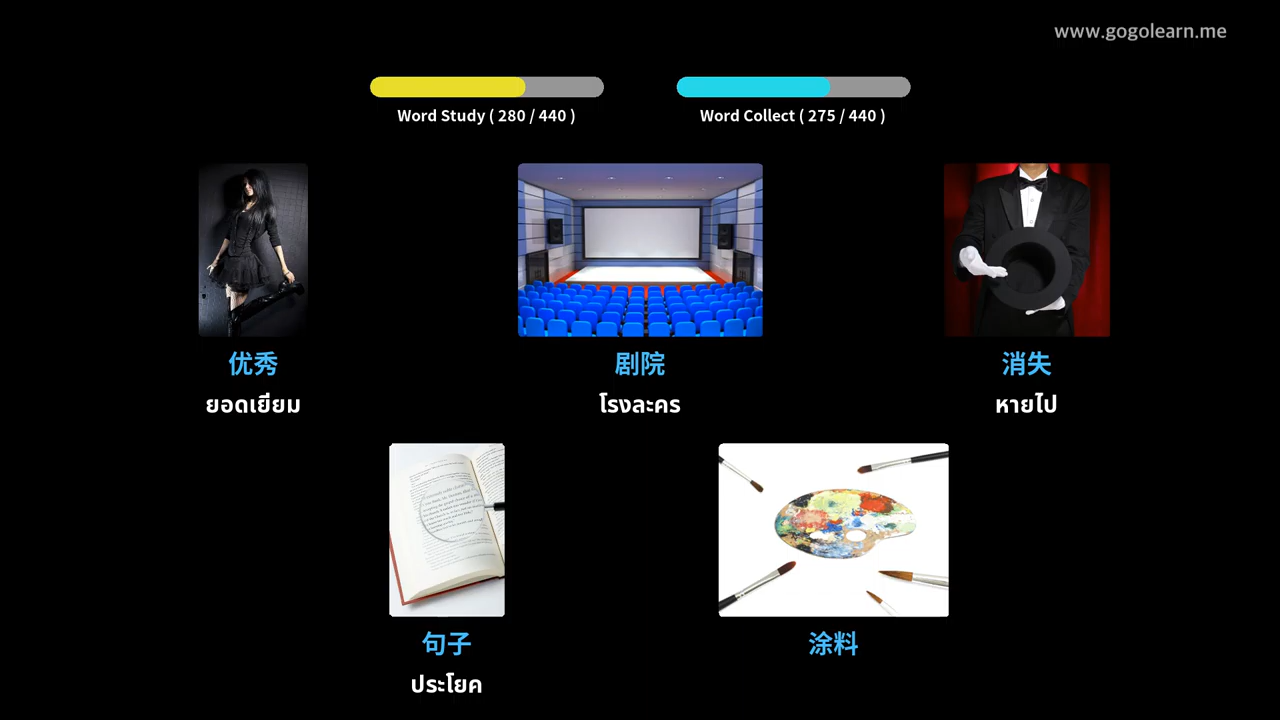 www.gogolearn.me
Word Study ( 280 / 440 )
Word Collect ( 275 / 440 )
优秀
剧院
消失
ยอดเยี่ยม
โรงละคร
หายไป
句子
涂料
ประโยค